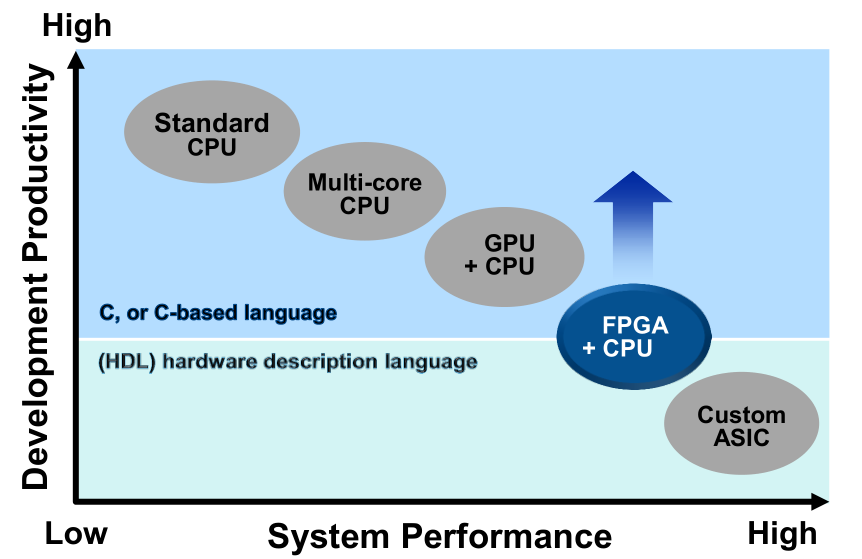 High
Development Productivity
Standard
CPU
Multi-core
CPU
GPU
+ CPU
C, or C-based language
FPGA
+ CPU
(HDL) hardware description language
Custom
ASIC
Low
System Performance
High